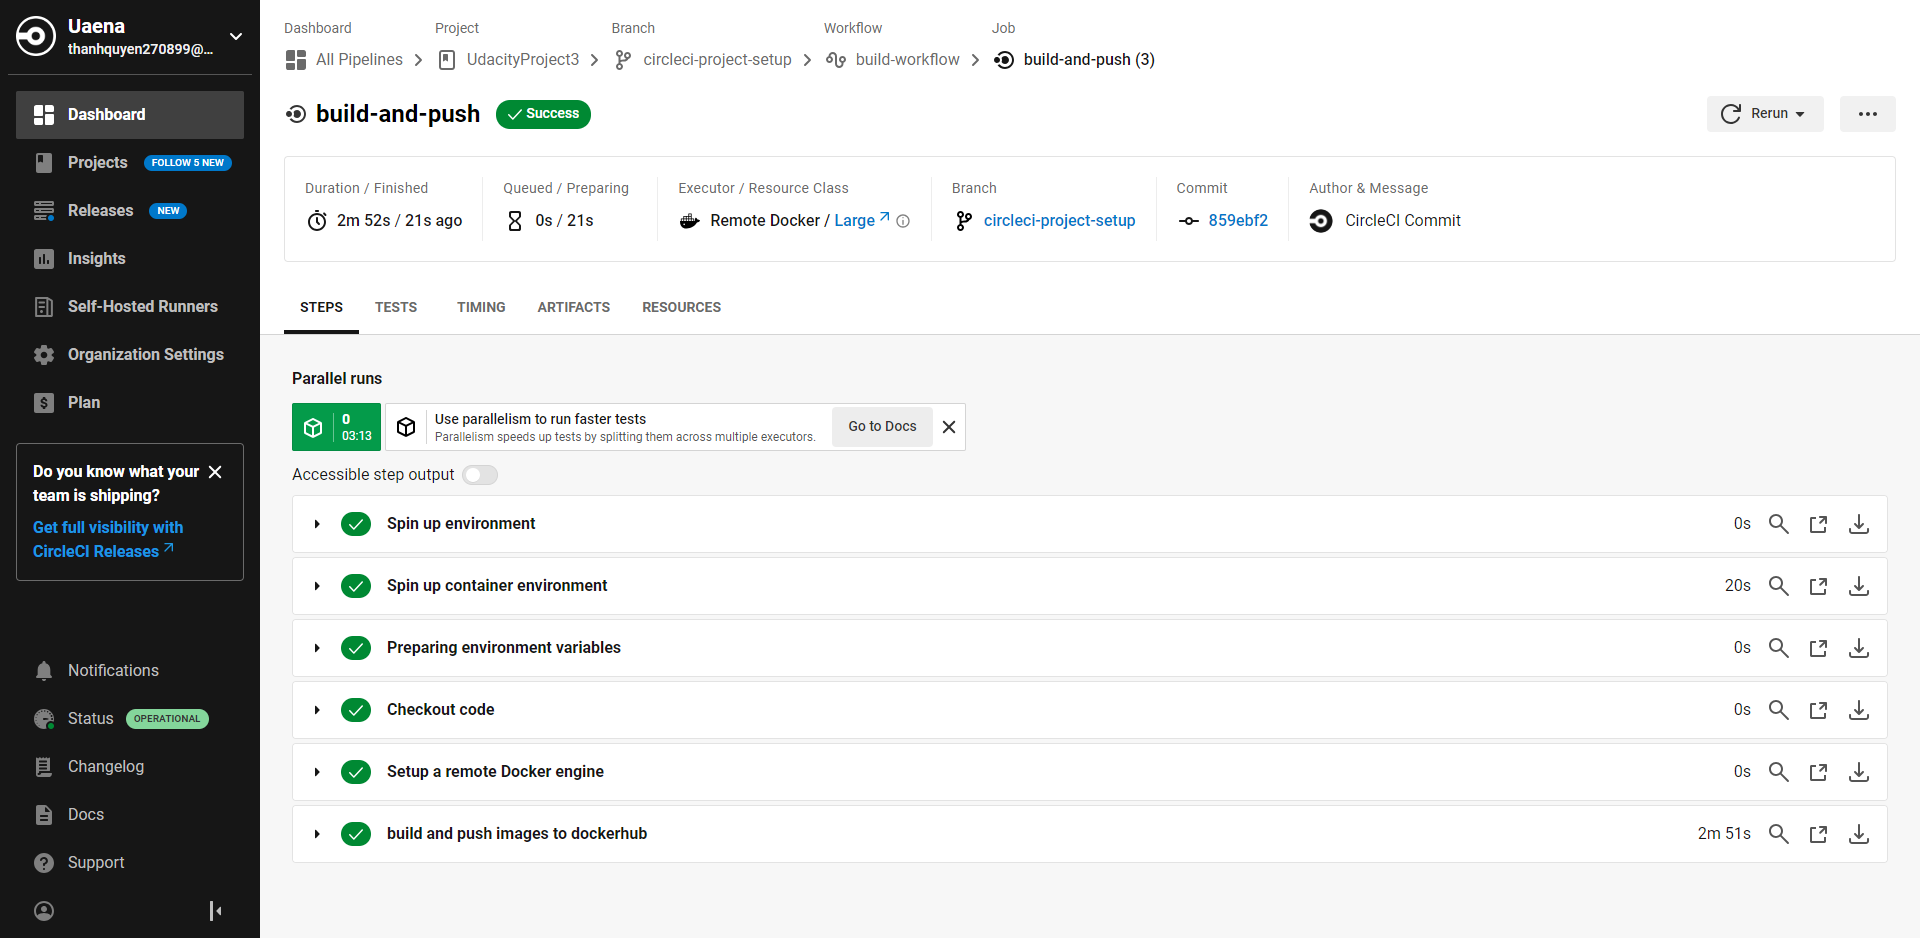 Uaena
thanhquyen270899@...
Dashboard
Projects FOLLOW 5 NEW
Releases NEW
Insights
Self-Hosted Runners
Organization Settings
Plan
Do you know what your
team is shipping?
Get full visibility with
CircleCI Releases
Notifications
Status OPERATIONAL
Changelog
Docs
Support
Dashboard Project Branch Workflow Job
All Pipelines UdacityProject3 circleci-project-setup build-workflow build-and-push (3)
build-and-push Success Rerun
Duration / Finished Queued / Preparing Executor / Resource Class Branch Commit Author & Message
2m 52s / 21s ago 0s / 21s Remote Docker / Large circleci-project-setup 859ebf2 CircleCI Commit
STEPS TESTS TIMING ARTIFACTS RESOURCES
Parallel runs
0
03:13
Use parallelism to run faster tests
Parallelism speeds up tests by splitting them across multiple executors.
Go to Docs
Accessible step output
Spin up environment 0s
Spin up container environment 20s
Preparing environment variables 0s
Checkout code 0s
Setup a remote Docker engine 0s
build and push images to dockerhub 2m 51s